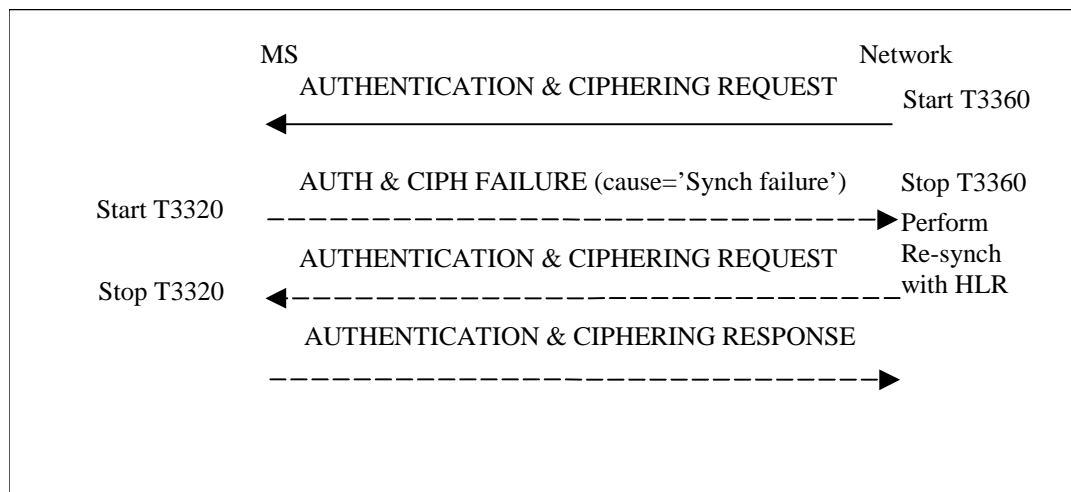 MS
Network
AUTHENTICATION & CIPHERING REQUEST
Start T3360
AUTH & CIPH FAILURE (cause='Synch failure')
Stop T3360
Start T3320
Perform
Re-synch
with HLR
AUTHENTICATION & CIPHERING REQUEST
Stop T3320
AUTHENTICATION & CIPHERING RESPONSE